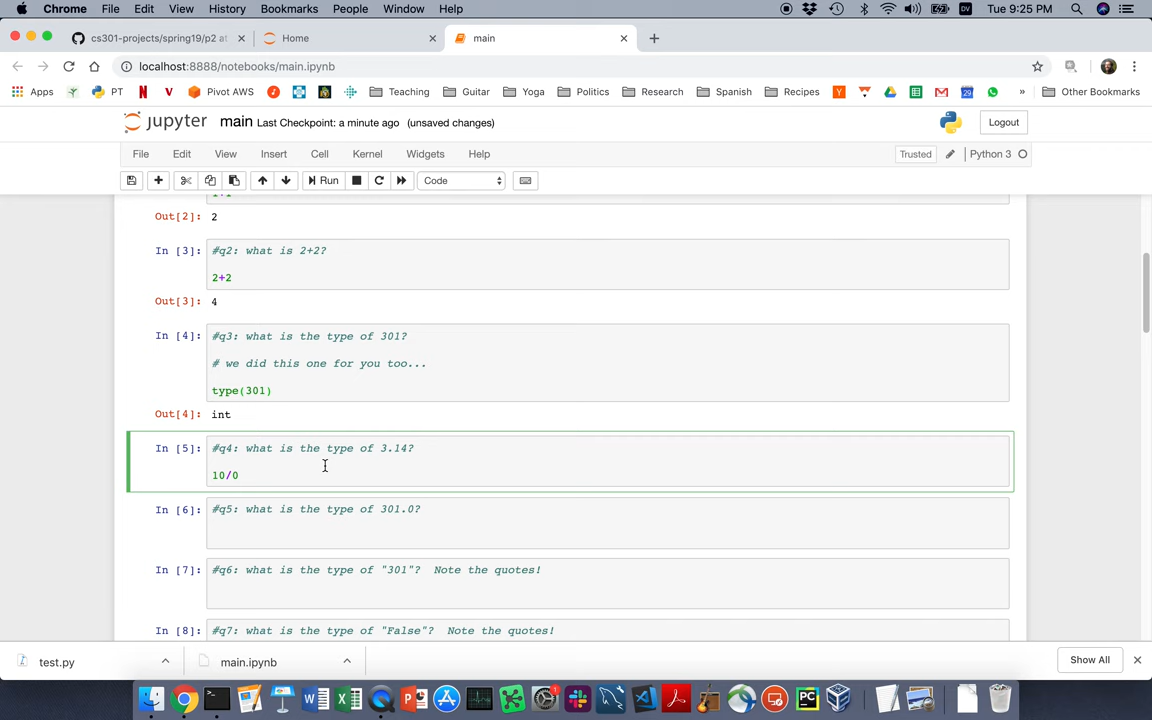 Chrome File Edit View History Bookmarks People Window Help Tue 9:25 PM
cs301-projects/spring19/p2 at Home main
localhost:8888/notebooks/main.ipynb
Apps PT Pivot AWS Teaching Guitar Yoga Politics Research Spanish Recipes » Other Bookmarks
jupyter main Last Checkpoint: a minute ago (unsaved changes) Logout
File Edit View Insert Cell Kernel Widgets Help Trusted Python 3
Run Code
Out[2]: 2
In [3]: #q2: what is 2+2?
2+2
Out[3]: 4
In [4]: #q3: what is the type of 301?
# we did this one for you too...
type(301)
Out[4]: int
In [5]: #q4: what is the type of 3.14?
10/0
In [6]: #q5: what is the type of 301.0?
In [7]: #q6: what is the type of "301"?  Note the quotes!
In [8]: #q7: what is the type of "False"?  Note the quotes!
test.py main.ipynb Show All